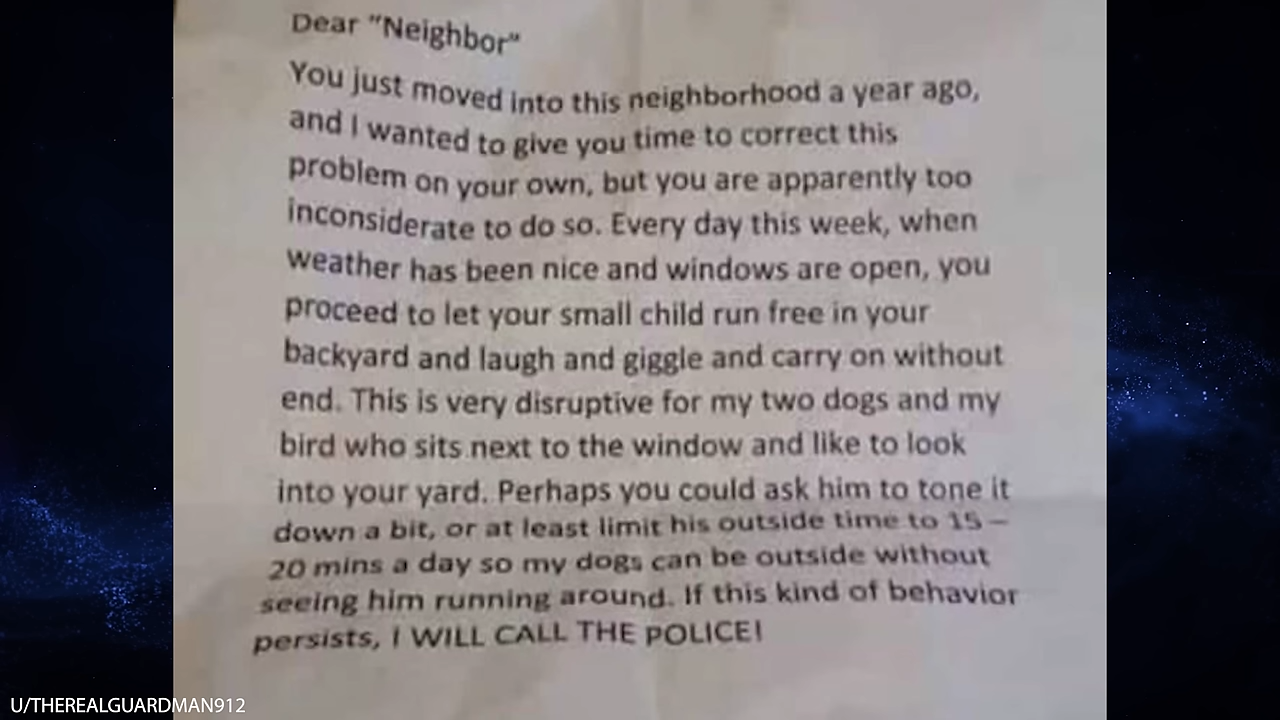 Dear "Neighbor"
You just moved into this neighborhood a year ago,
and I wanted to give you time to correct this
problem on your own, but you are apparently too
inconsiderate to do so. Every day this week, when
weather has been nice and windows are open, you
proceed to let your small child run free in your
backyard and laugh and giggle and carry on without
end. This is very disruptive for my two dogs and my
bird who sits next to the window and like to look
into your yard. Perhaps you could ask him to tone it
down a bit, or at least limit his outside time to 15 –
20 mins a day so my dogs can be outside without
seeing him running around. If this kind of behavior
persists, I WILL CALL THE POLICE!
U/THEREALGUARDMAN912